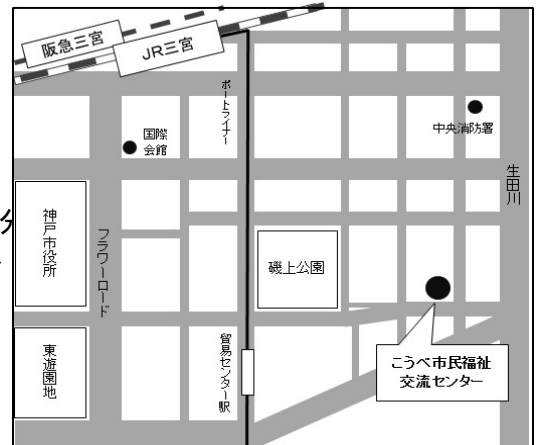 阪急三宮
JR三宮
ポートライナー
国際
会館
中央消防署
生田川
神戸市役所
フラワーロード
磯上公園
東遊園地
貿易センター駅
こうべ市民福祉
交流センター